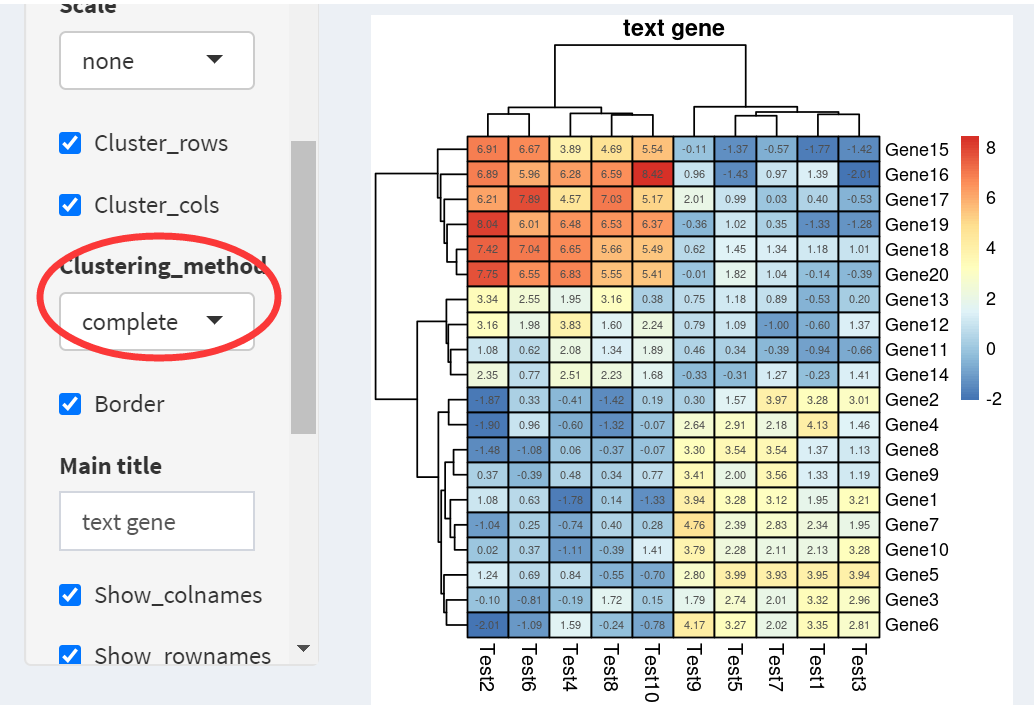 Scale
none
Cluster_rows
Cluster_cols
Clustering_method
complete
Border
Main title
text gene
Show_colnames
Show_rownames
text gene
6.91 6.67 3.89 4.69 5.54 -0.11 -1.37 -0.57 -1.77 -1.42 Gene15
6.89 5.96 6.28 6.59 8.42 0.96 -1.43 0.97 1.39 -2.01 Gene16
6.21 7.89 4.57 7.03 5.17 2.01 0.99 0.03 0.40 -0.53 Gene17
8.04 6.01 6.48 6.53 6.37 -0.36 1.02 0.35 -1.33 -1.28 Gene19
7.42 7.04 6.65 5.66 5.49 0.62 1.45 1.34 1.18 1.01 Gene18
7.75 6.55 6.83 5.55 5.41 -0.01 1.82 1.04 -0.14 -0.39 Gene20
3.34 2.55 1.95 3.16 0.38 0.75 1.18 0.89 -0.53 0.20 Gene13
3.16 1.98 3.83 1.60 2.24 0.79 1.09 -1.00 -0.60 1.37 Gene12
1.08 0.62 2.08 1.34 1.89 0.46 0.34 -0.39 -0.94 -0.66 Gene11
2.35 0.77 2.51 2.23 1.68 -0.33 -0.31 1.27 -0.23 1.41 Gene14
-1.87 0.33 -0.41 -1.42 0.19 0.30 1.57 3.97 3.28 3.01 Gene2
-1.90 0.96 -0.60 -1.32 -0.07 2.64 2.91 2.18 4.13 1.46 Gene4
-1.48 -1.08 0.06 -0.37 -0.07 3.30 3.54 3.54 1.37 1.13 Gene8
0.37 -0.39 0.48 0.34 0.77 3.41 2.00 3.56 1.33 1.19 Gene9
1.08 0.63 -1.78 0.14 -1.33 3.94 3.28 3.12 1.95 3.21 Gene1
-1.04 0.25 -0.74 0.40 0.28 4.76 2.39 2.83 2.34 1.95 Gene7
0.02 0.37 -1.11 -0.39 1.41 3.79 2.28 2.11 2.13 3.28 Gene10
1.24 0.69 0.84 -0.55 -0.70 2.80 3.99 3.93 3.95 3.94 Gene5
-0.10 -0.81 -0.19 1.72 0.15 1.79 2.74 2.01 3.32 2.96 Gene3
-2.01 -1.09 1.59 -0.24 -0.78 4.17 3.27 2.02 3.35 2.81 Gene6
Test2 Test6 Test4 Test8 Test10 Test9 Test5 Test7 Test1 Test3
8
6
4
2
0
-2